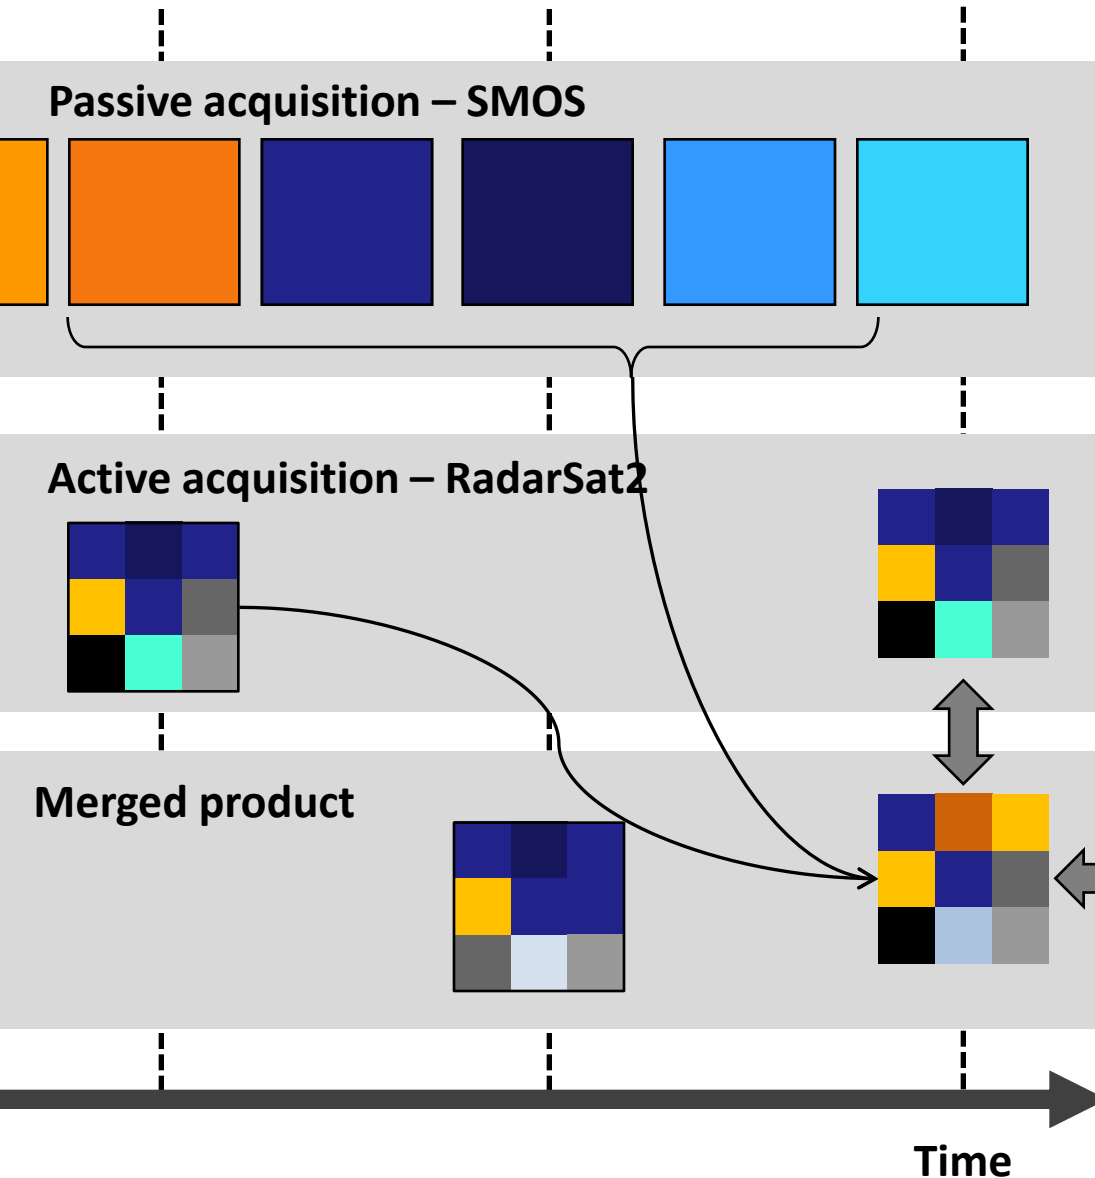 Passive acquisition – SMOS
Active acquisition – RadarSat2
Merged product
Time